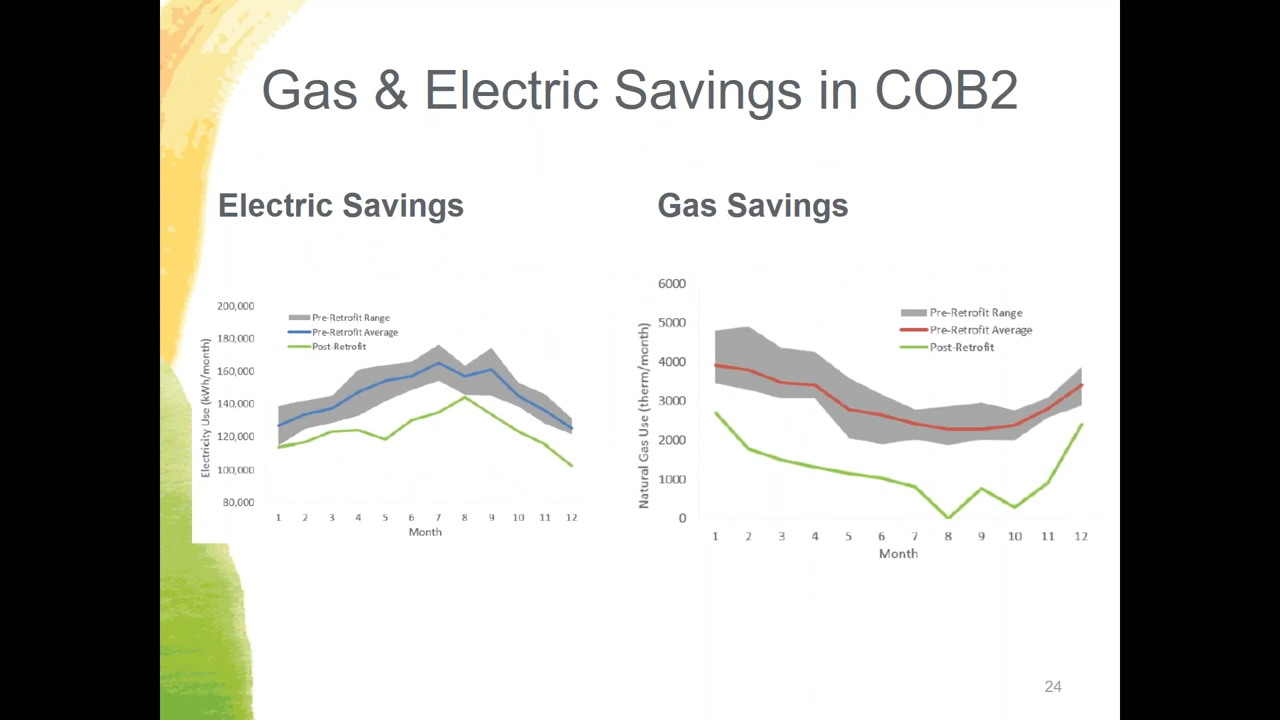 Gas & Electric Savings in COB2
Electric Savings
Gas Savings
200,000
180,000
160,000
140,000
120,000
100,000
80,000
Electricity Use (kWh/month)
Pre-Retrofit Range
Pre-Retrofit Average
Post-Retrofit
1 2 3 4 5 6 7 8 9 10 11 12
Month
6000
5000
4000
3000
2000
1000
0
Natural Gas Use (therm/month)
Pre-Retrofit Range
Pre-Retrofit Average
Post-Retrofit
1 2 3 4 5 6 7 8 9 10 11 12
Month
24